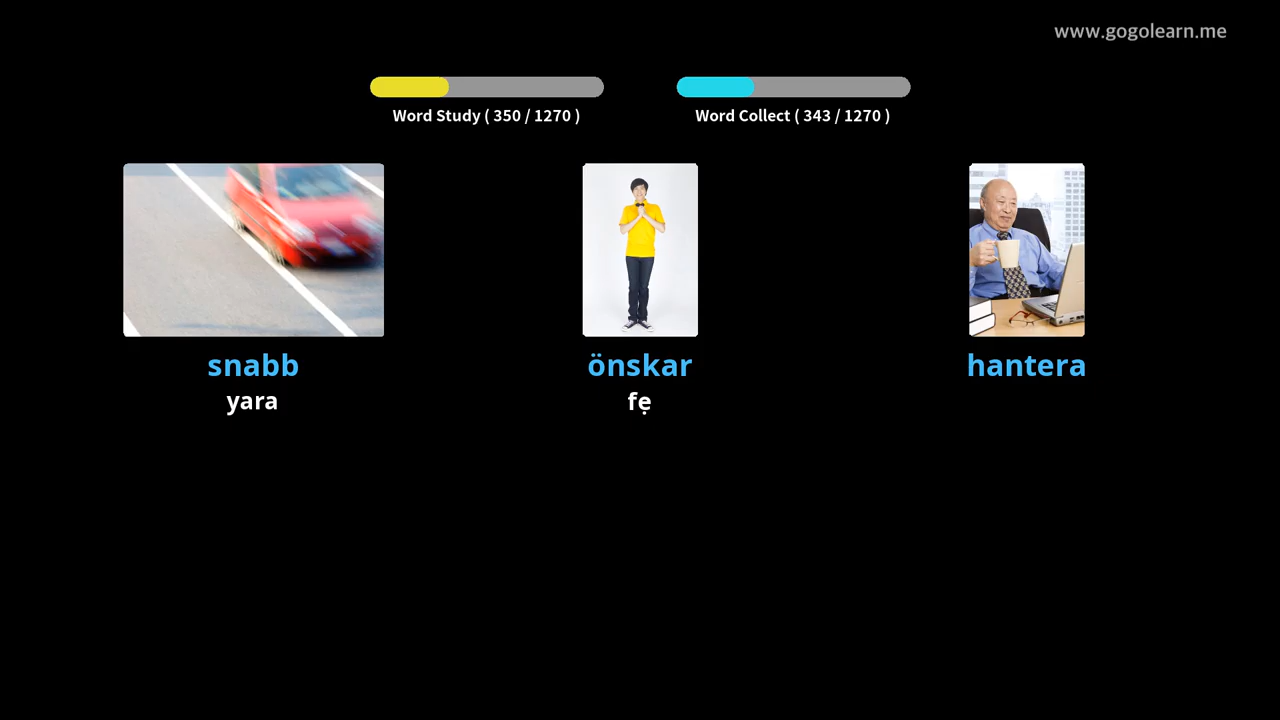 www.gogolearn.me
Word Study ( 350 / 1270 )
Word Collect ( 343 / 1270 )
snabb
yara
önskar
fẹ
hantera